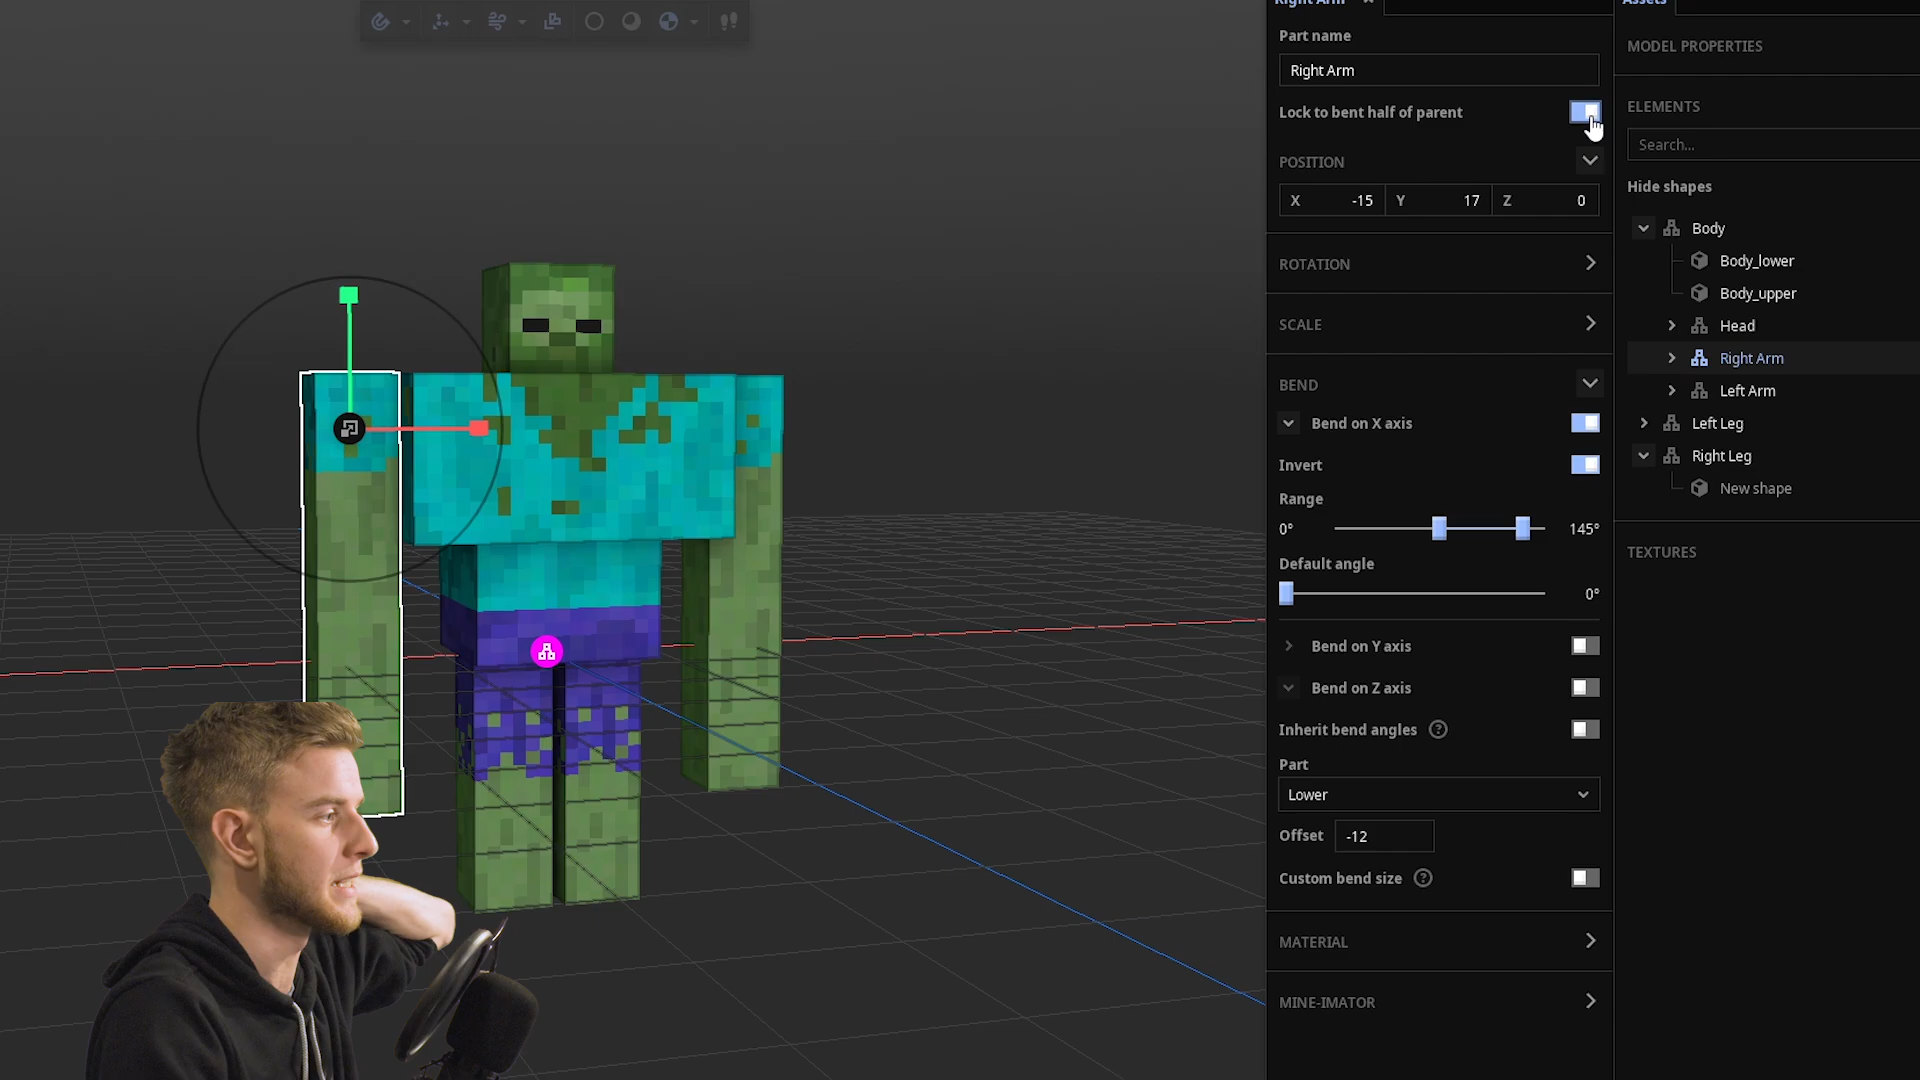 Right Arm
Part name
Right Arm
Lock to bent half of parent
POSITION
X -15 Y 17 Z 0
ROTATION
SCALE
BEND
Bend on X axis
Invert
Range
0° 145°
Default angle
0°
Bend on Y axis
Bend on Z axis
Inherit bend angles ?
Part
Lower
Offset -12
Custom bend size ?
MATERIAL
MINE-IMATOR
Assets
MODEL PROPERTIES
ELEMENTS
Search...
Hide shapes
Body
Body_lower
Body_upper
Head
Right Arm
Left Arm
Left Leg
Right Leg
New shape
TEXTURES